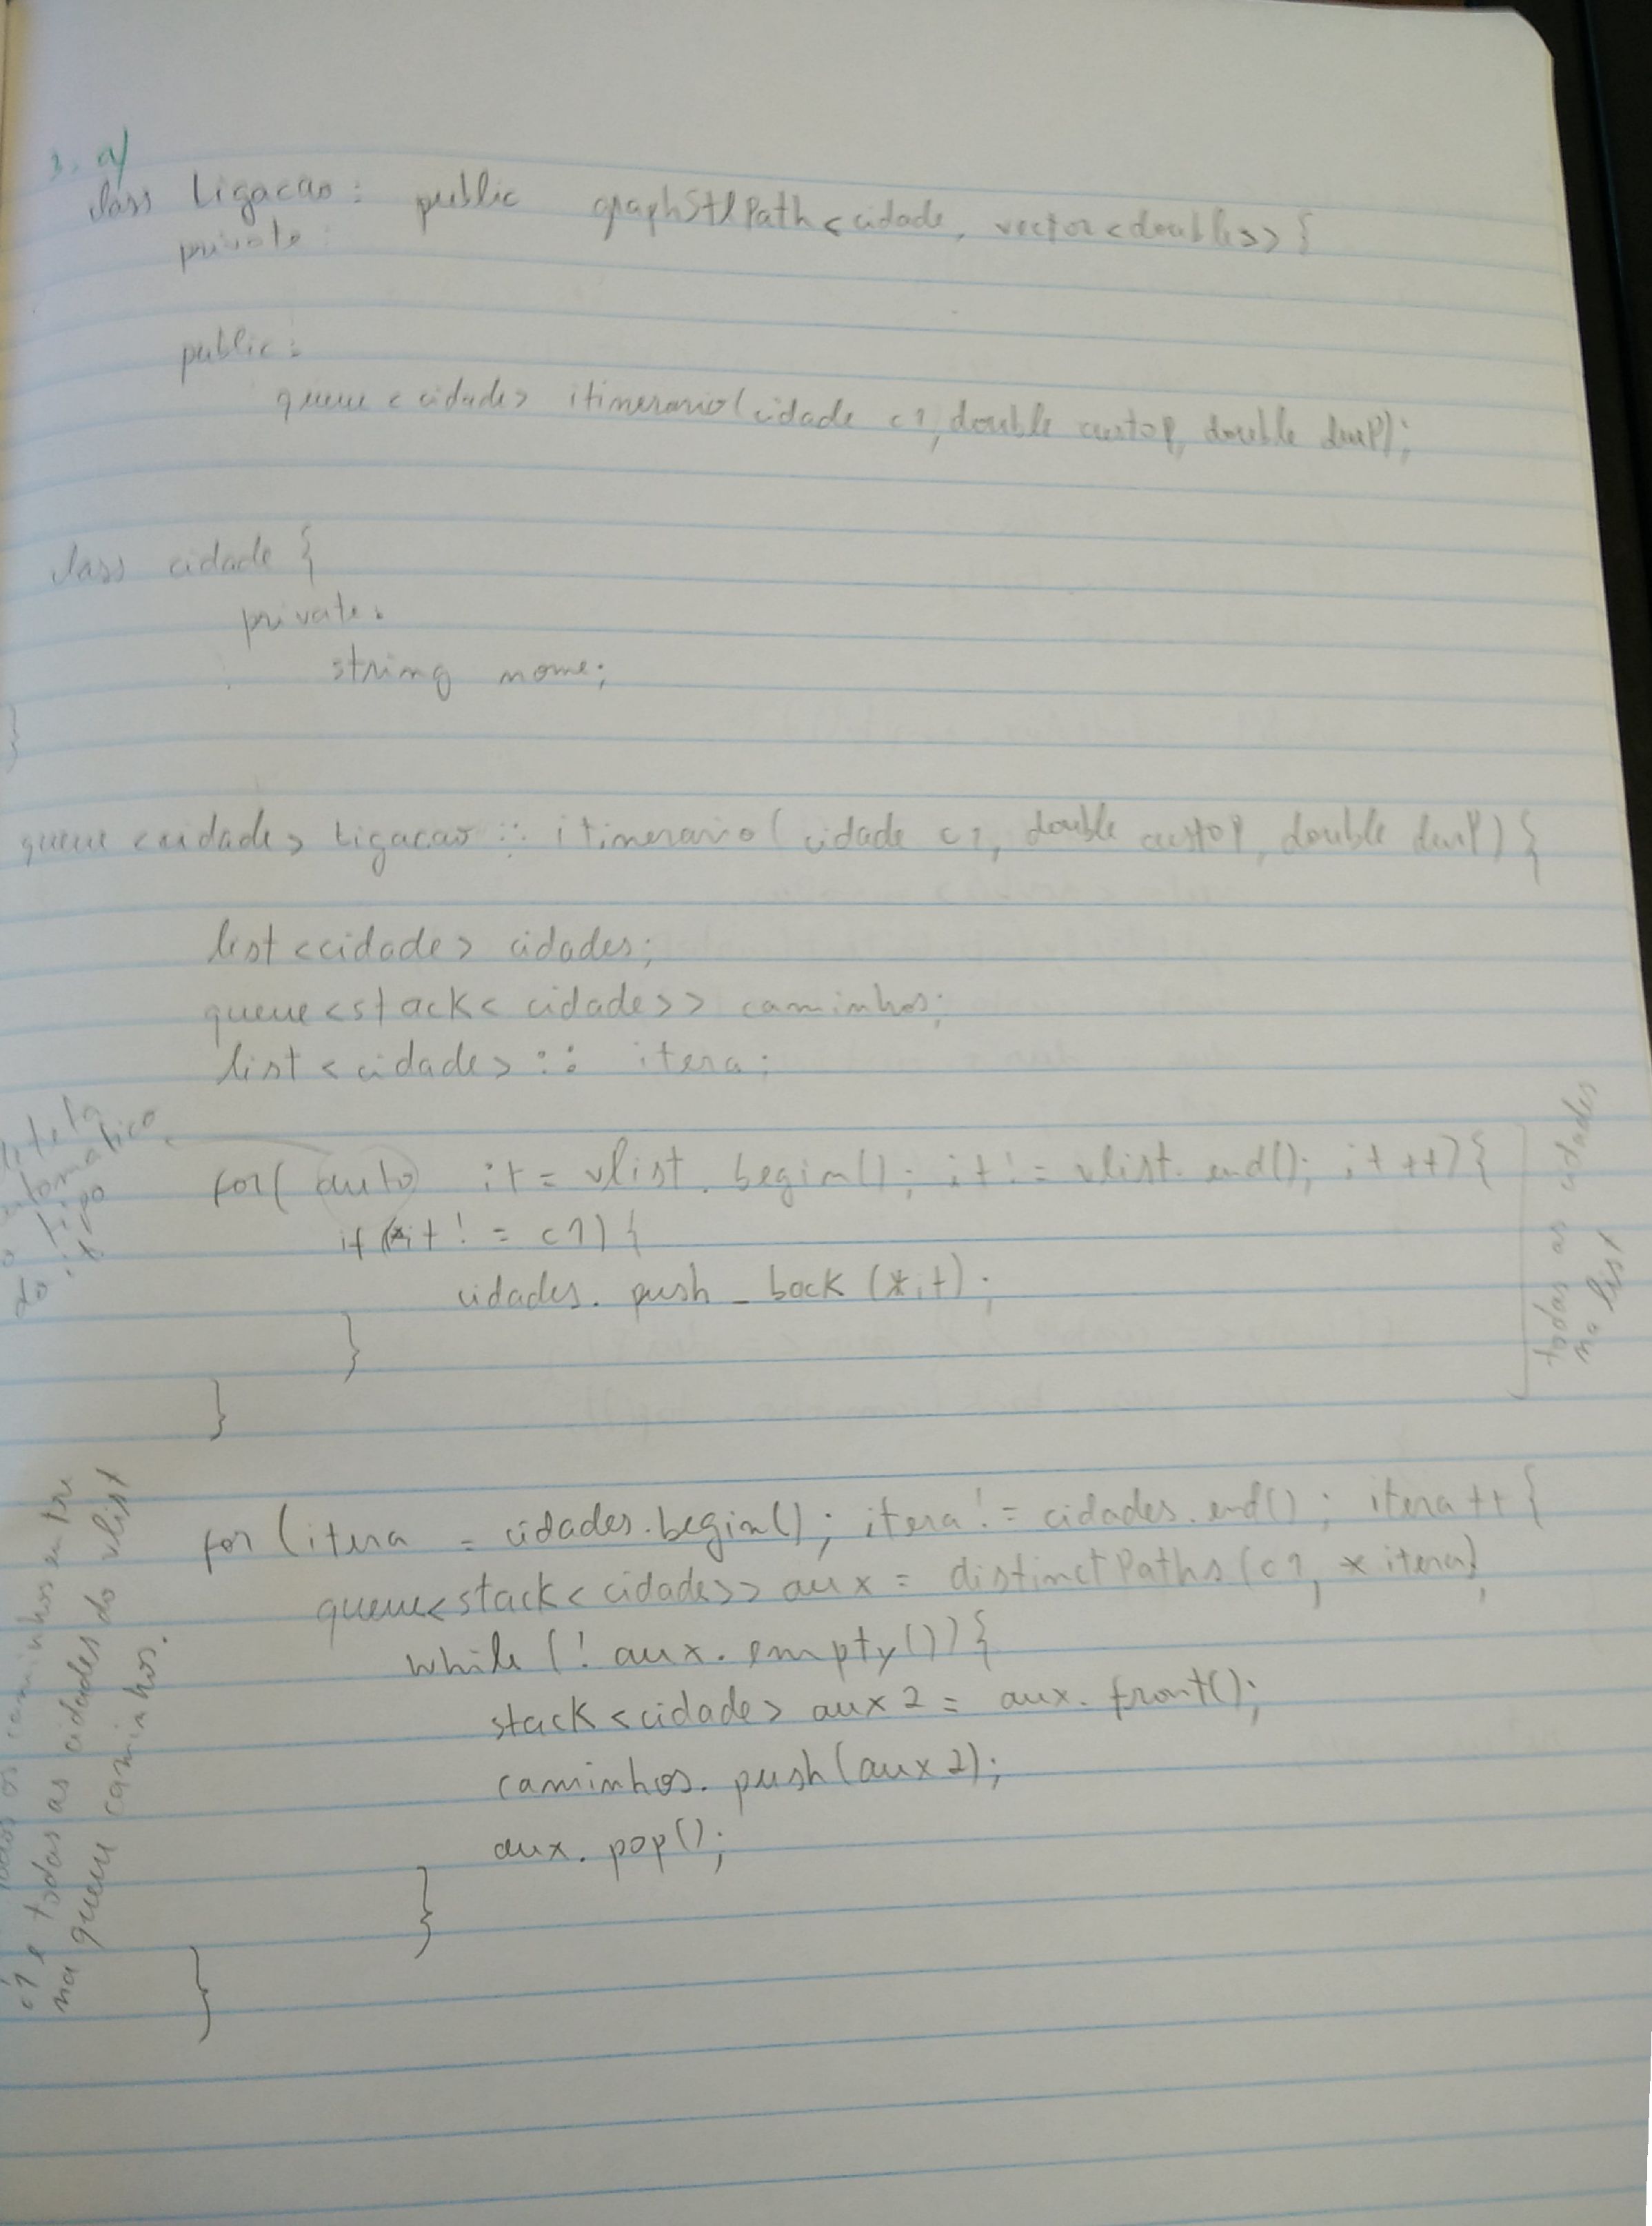 3. a)
class Ligacao : public graphStlPath<cidade, vector<double>> {
private:
public:
queue<cidade> itinerario(cidade c1, double custoP, double durP);
class cidade {
private:
string nome;
}
queue<cidade> Ligacao :: itinerario( cidade c1, double custoP, double durP) {
list<cidade> cidades;
queue<stack<cidade>> caminhos;
list<cidade> :: itera;
for( auto it = vlist.begin(); it != vlist.end(); it++) {
if (*it != c1) {
cidades.push_back(*it);
}
}
todas as cidades
na list
do tipo
do it
for (itera = cidades.begin(); itera != cidades.end(); itera++ {
queue<stack<cidade>> aux = distinctPaths(c1, *itera)
while (! aux.empty()) {
stack<cidade> aux2 = aux.front();
caminhos.push(aux2);
aux.pop();
}
}
os caminhos entre
c1 e todas as cidades do vlist
na queue caminhos.